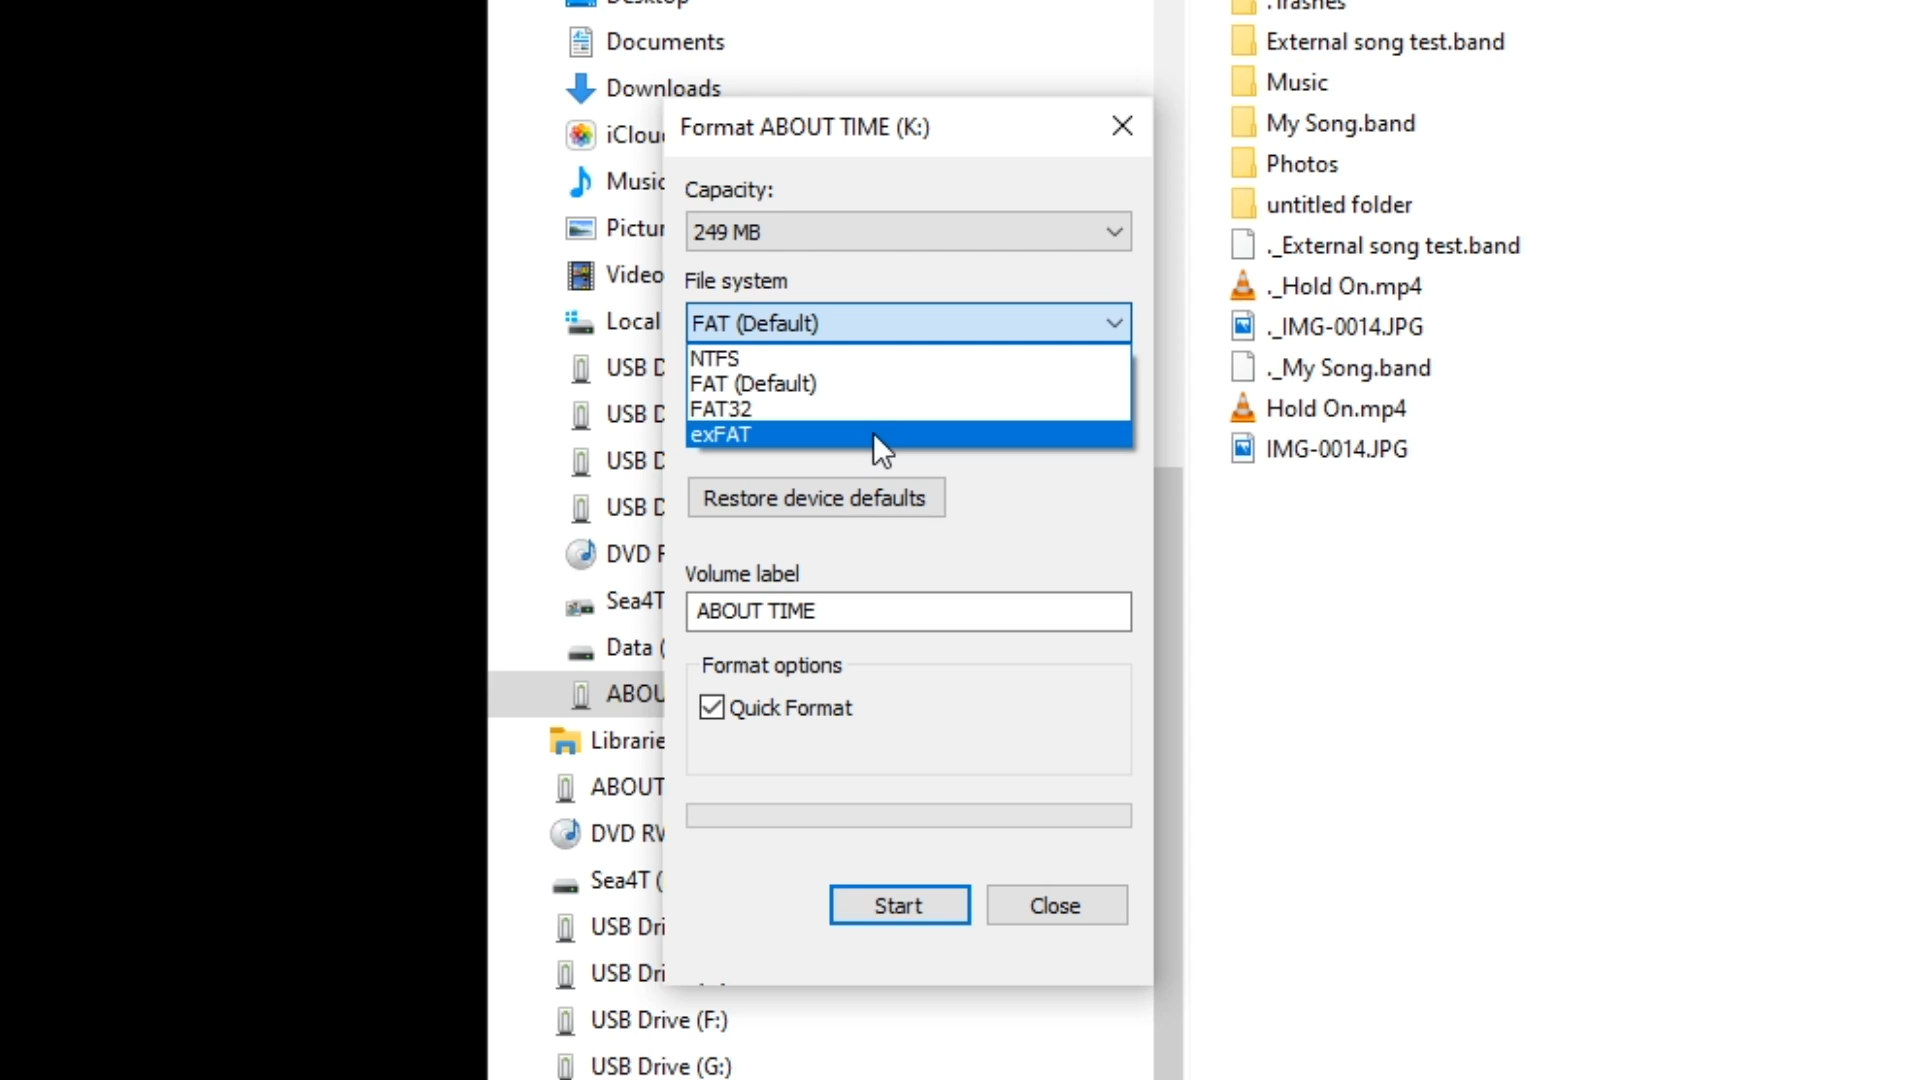 Desktop
Documents
Downloads
iClou
Music
Pictur
Video
Local
USB D
USB D
USB D
USB D
DVD R
Sea4T
Data (
ABOU
Librarie
ABOUT
DVD RW
Sea4T (
USB Dri
USB Dri
USB Drive (F:)
USB Drive (G:)
Format ABOUT TIME (K:)
Capacity:
249 MB
File system
FAT (Default)
NTFS
FAT (Default)
FAT32
exFAT
Restore device defaults
Volume label
ABOUT TIME
Format options
Quick Format
Start
Close
.Trashes
External song test.band
Music
My Song.band
Photos
untitled folder
._External song test.band
._Hold On.mp4
._IMG-0014.JPG
._My Song.band
Hold On.mp4
IMG-0014.JPG